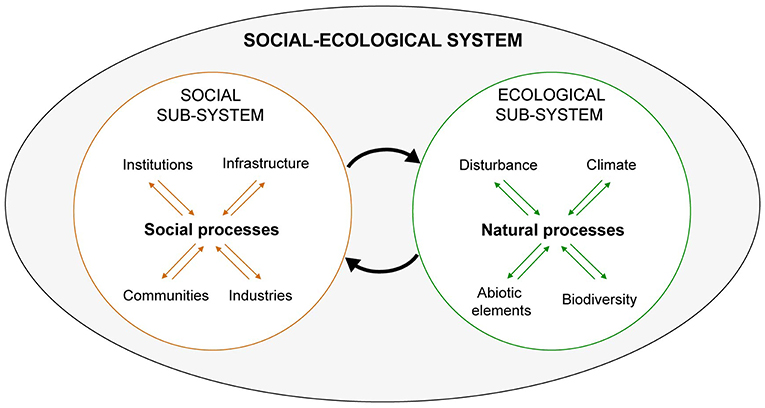 SOCIAL-ECOLOGICAL SYSTEM
SOCIAL
SUB-SYSTEM
Institutions
Infrastructure
Social processes
Communities
Industries
ECOLOGICAL
SUB-SYSTEM
Disturbance
Climate
Natural processes
Abiotic
elements
Biodiversity